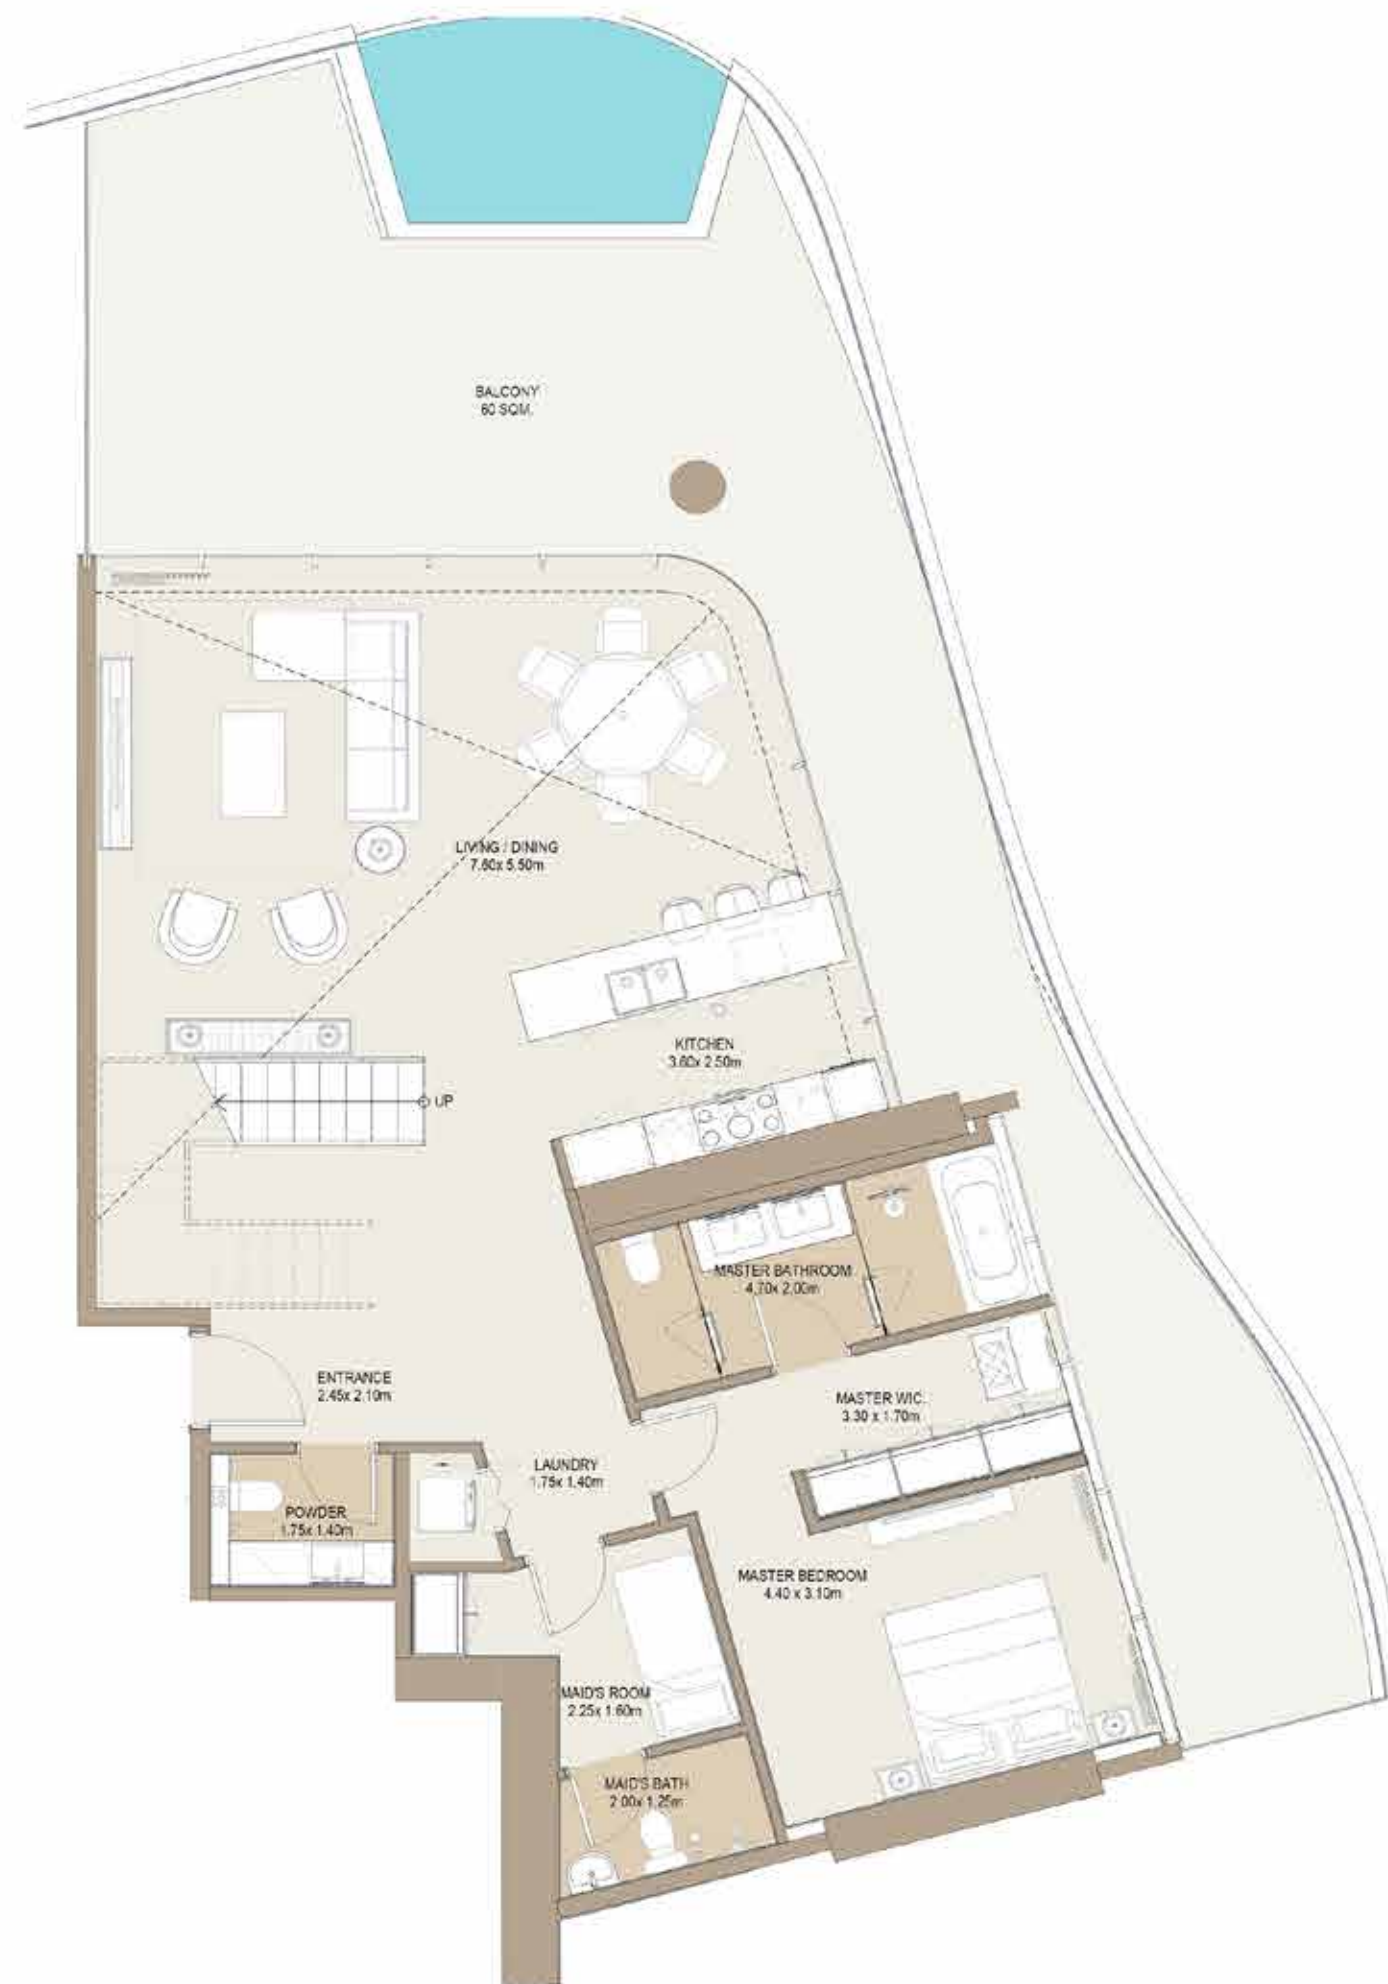 BALCONY
60 SQM.
LIVING / DINING
7.60x 5.50m
KITCHEN
3.60x 2.50m
UP
MASTER BATHROOM
4.70x 2.00m
ENTRANCE
2.45x 2.10m
MASTER WIC.
3.30 x 1.70m
LAUNDRY
1.75x 1.40m
POWDER
1.75x 1.40m
MASTER BEDROOM
4.40 x 3.10m
MAID'S ROOM
2.25x 1.60m
MAID'S BATH
2.00x 1.25m